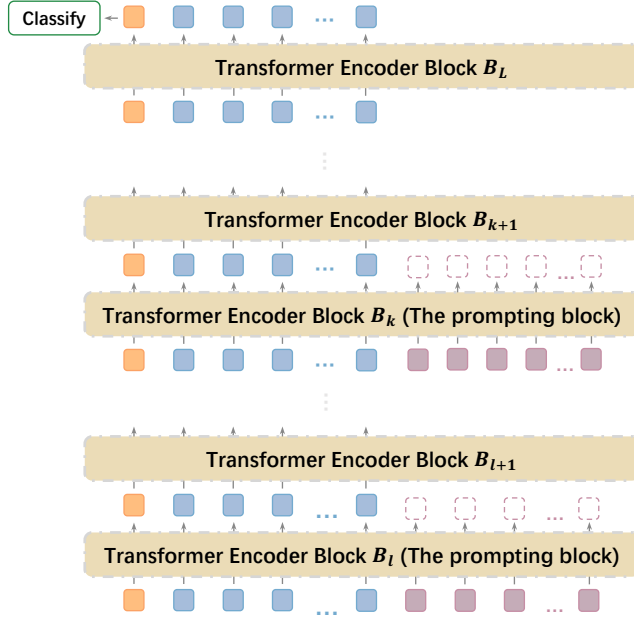 Classify
Transformer Encoder Block B_L
...
...
...
Transformer Encoder Block B_{k+1}
... ...
Transformer Encoder Block B_k (The prompting block)
... ...
...
Transformer Encoder Block B_{l+1}
... ...
Transformer Encoder Block B_l (The prompting block)
... ...